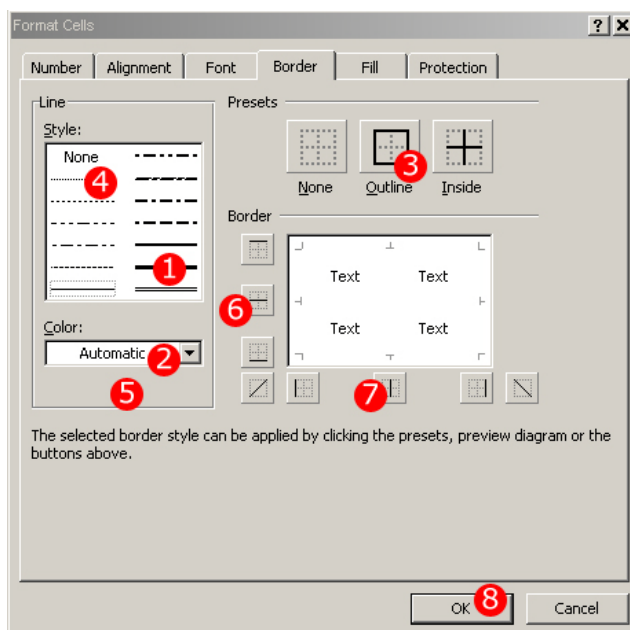 Format Cells
? X
Number Alignment Font Border Fill Protection
Line
Style:
None
Presets
None Outline Inside
Border
Text Text
Text Text
Color:
Automatic
1
2
3
4
5
6
7
The selected border style can be applied by clicking the presets, preview diagram or the
buttons above.
OK 8 Cancel